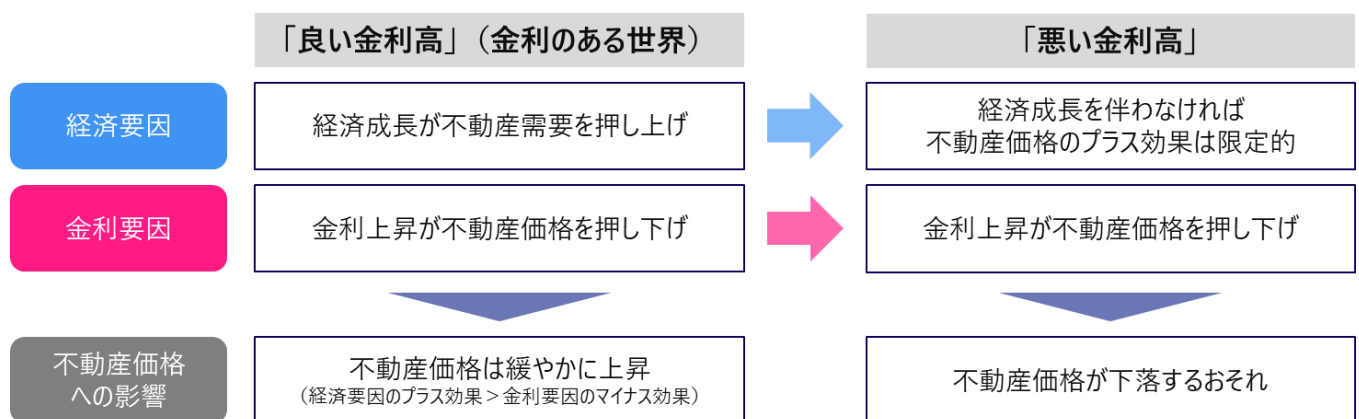 「良い金利高」（金利のある世界）
「悪い金利高」
経済要因
経済成長が不動産需要を押し上げ
経済成長を伴わなければ
不動産価格のプラス効果は限定的
金利要因
金利上昇が不動産価格を押し下げ
金利上昇が不動産価格を押し下げ
不動産価格
への影響
不動産価格は緩やかに上昇
（経済要因のプラス効果＞金利要因のマイナス効果）
不動産価格が下落するおそれ